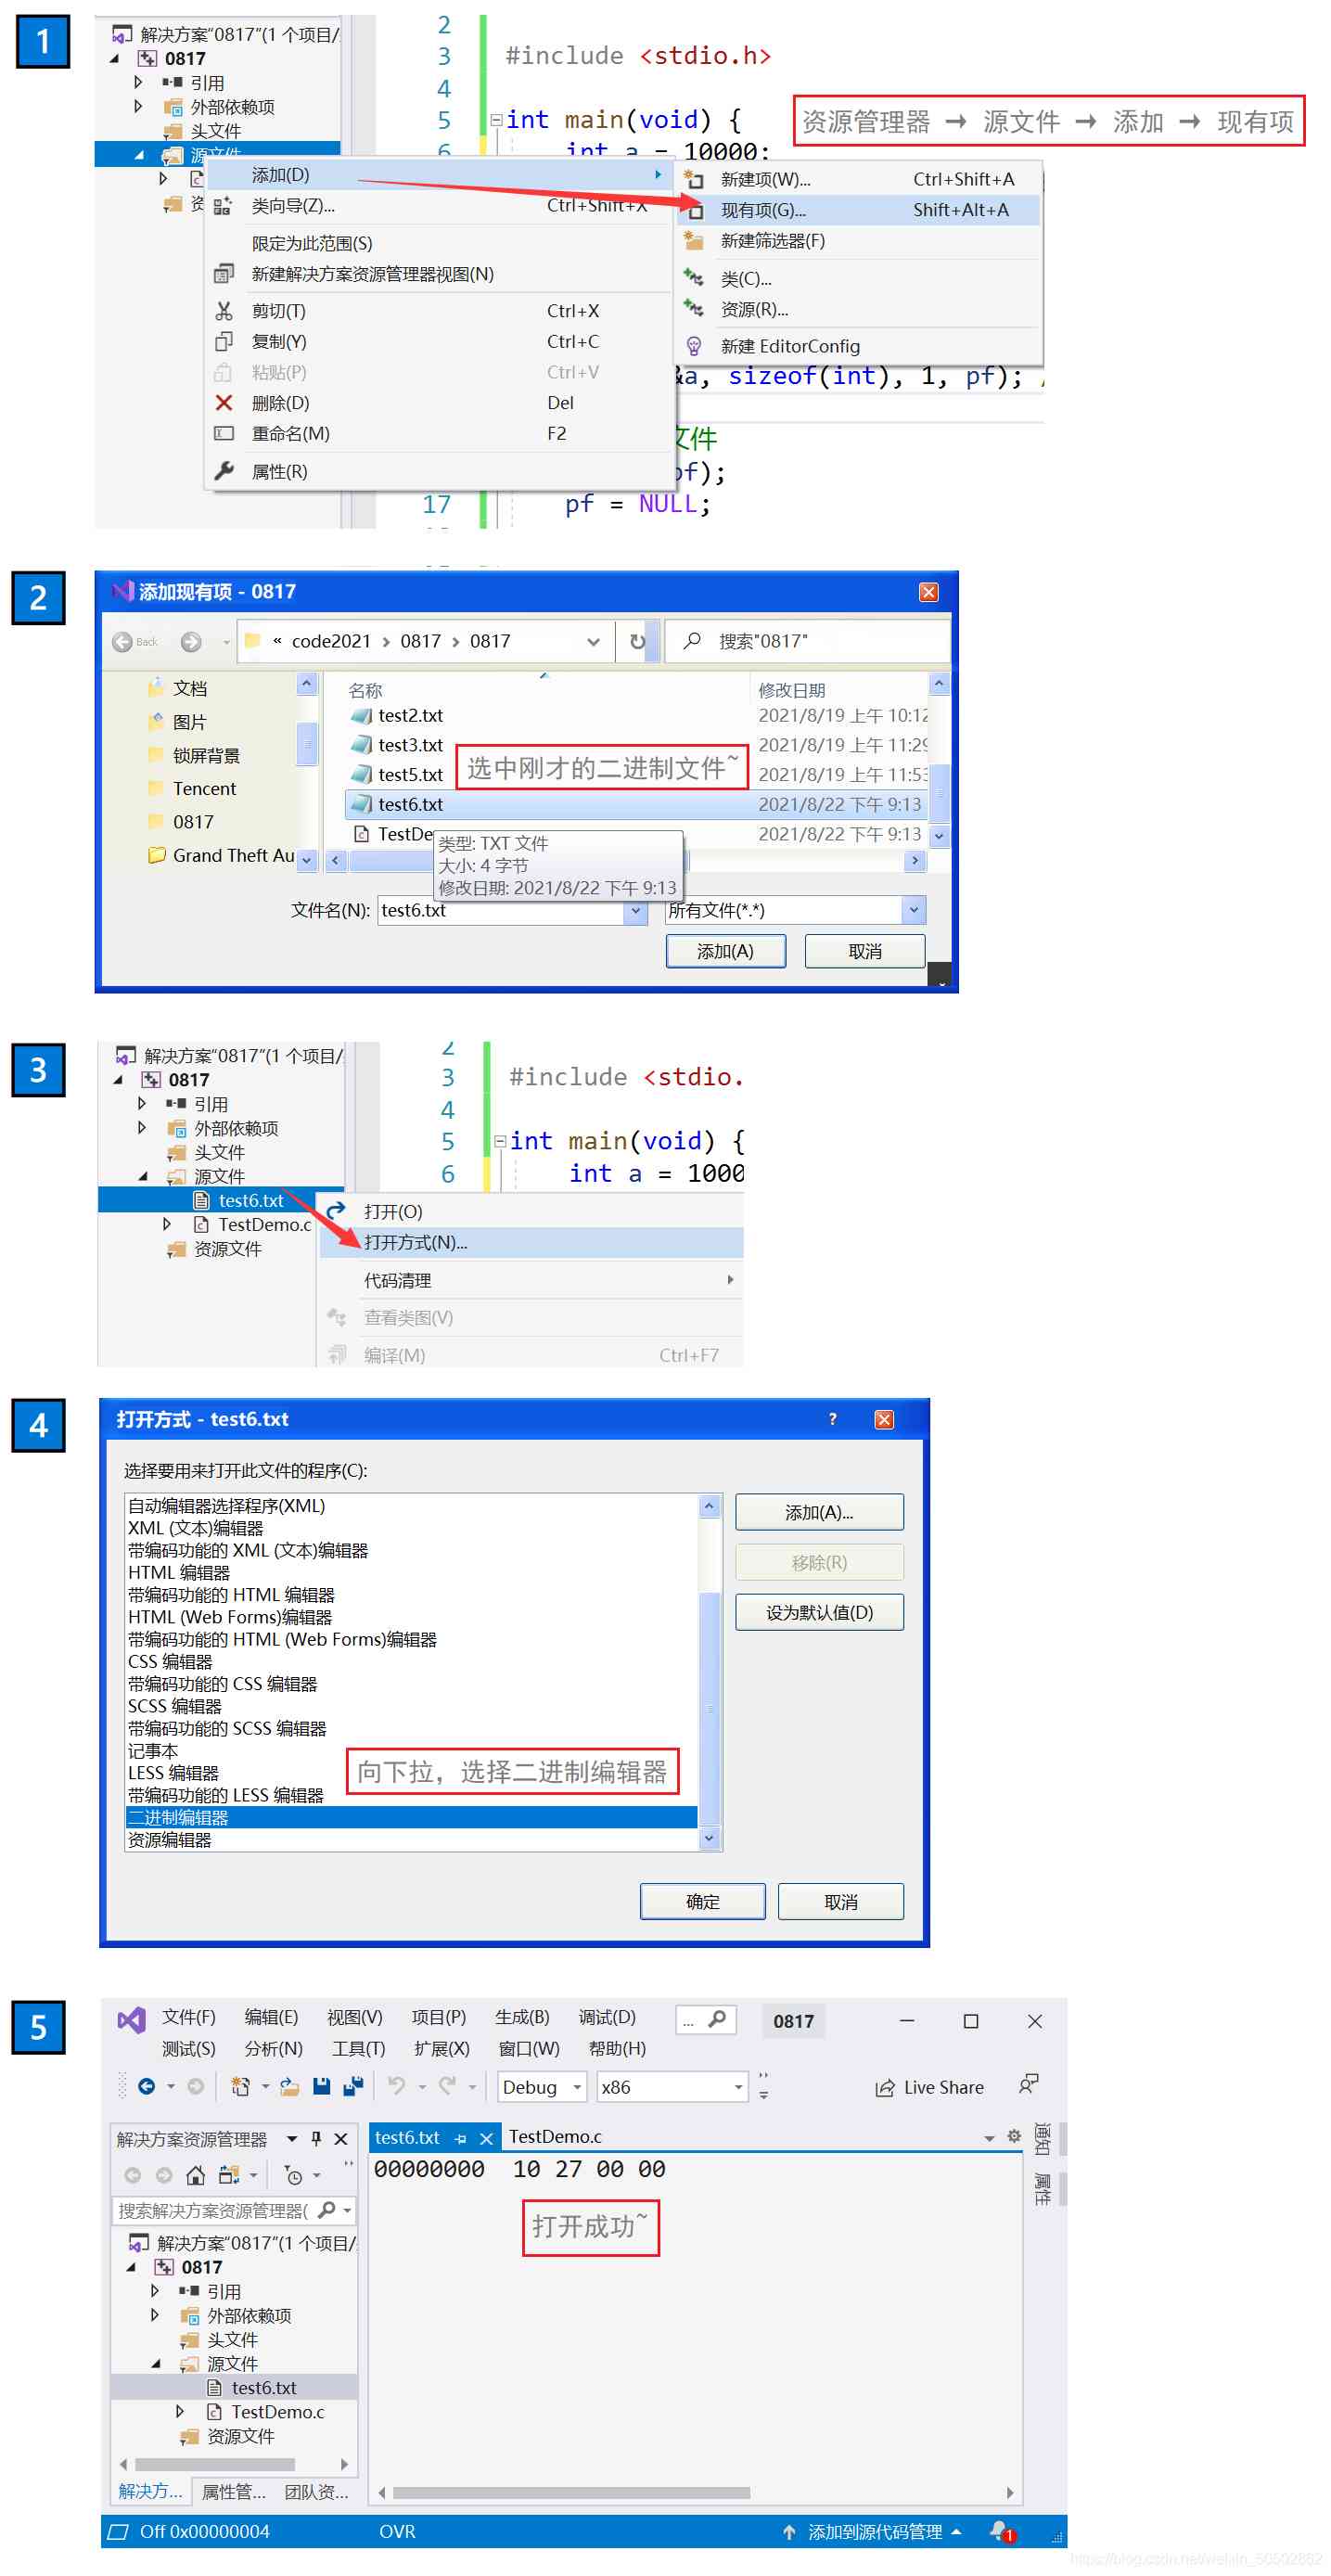 1
解决方案"0817"(1 个项目/
0817
引用
外部依赖项
头文件
源文件
2
3 #include <stdio.h>
4
5 int main(void) {
6 int a = 10000;
资源管理器 → 源文件 → 添加 → 现有项
添加(D)
类向导(Z)... Ctrl+Shift+X
限定为此范围(S)
新建解决方案资源管理器视图(N)
剪切(T) Ctrl+X
复制(Y) Ctrl+C
粘贴(P) Ctrl+V
删除(D) Del
重命名(M) F2
属性(R)
新建项(W)... Ctrl+Shift+A
现有项(G)... Shift+Alt+A
新建筛选器(F)
类(C)...
资源(R)...
新建 EditorConfig
&a, sizeof(int), 1, pf); /
文件
pf);
17 pf = NULL;
2
添加现有项 - 0817
Back « code2021 › 0817 › 0817 搜索"0817"
文档
图片
锁屏背景
Tencent
0817
Grand Theft Au
名称 修改日期
test2.txt 2021/8/19 上午 10:12
test3.txt 2021/8/19 上午 11:29
test5.txt 2021/8/19 上午 11:53
选中刚才的二进制文件~
test6.txt 2021/8/22 下午 9:13
TestDe 2021/8/22 下午 9:13
类型: TXT 文件
大小: 4 字节
修改日期: 2021/8/22 下午 9:13
文件名(N): test6.txt 所有文件(*.*)
添加(A) 取消
3
解决方案"0817"(1 个项目/
0817
引用
外部依赖项
头文件
源文件
test6.txt
TestDemo.c
资源文件
2
3 #include <stdio.
4
5 int main(void) {
6 int a = 1000
打开(O)
打开方式(N)...
代码清理
查看类图(V)
编译(M) Ctrl+F7
4
打开方式 - test6.txt ?
选择要用来打开此文件的程序(C):
自动编辑器选择程序(XML)
XML (文本)编辑器
带编码功能的 XML (文本)编辑器
HTML 编辑器
带编码功能的 HTML 编辑器
HTML (Web Forms)编辑器
带编码功能的 HTML (Web Forms)编辑器
CSS 编辑器
带编码功能的 CSS 编辑器
SCSS 编辑器
带编码功能的 SCSS 编辑器
记事本
LESS 编辑器
带编码功能的 LESS 编辑器
二进制编辑器
资源编辑器
向下拉，选择二进制编辑器
添加(A)...
移除(R)
设为默认值(D)
确定 取消
5
文件(F) 编辑(E) 视图(V) 项目(P) 生成(B) 调试(D) ... 0817
测试(S) 分析(N) 工具(T) 扩展(X) 窗口(W) 帮助(H)
Debug x86 Live Share
解决方案资源管理器
搜索解决方案资源管理器(
解决方案"0817"(1 个项目/
0817
引用
外部依赖项
头文件
源文件
test6.txt
TestDemo.c
资源文件
解决方... 属性管... 团队资...
test6.txt TestDemo.c
00000000 10 27 00 00
打开成功~
通知
属性
Off 0x00000004 OVR 添加到源代码管理 1